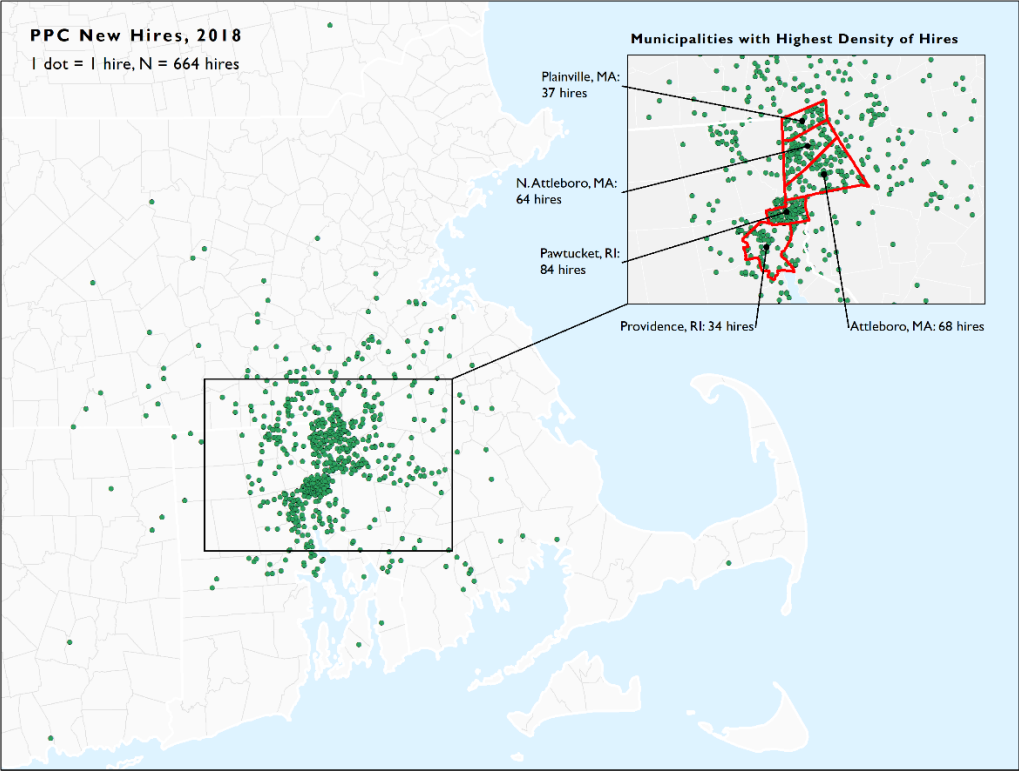 PPC New Hires, 2018
1 dot = 1 hire, N = 664 hires
Municipalities with Highest Density of Hires
Plainville, MA:
37 hires
N. Attleboro, MA:
64 hires
Pawtucket, RI:
84 hires
Providence, RI: 34 hires
Attleboro, MA: 68 hires